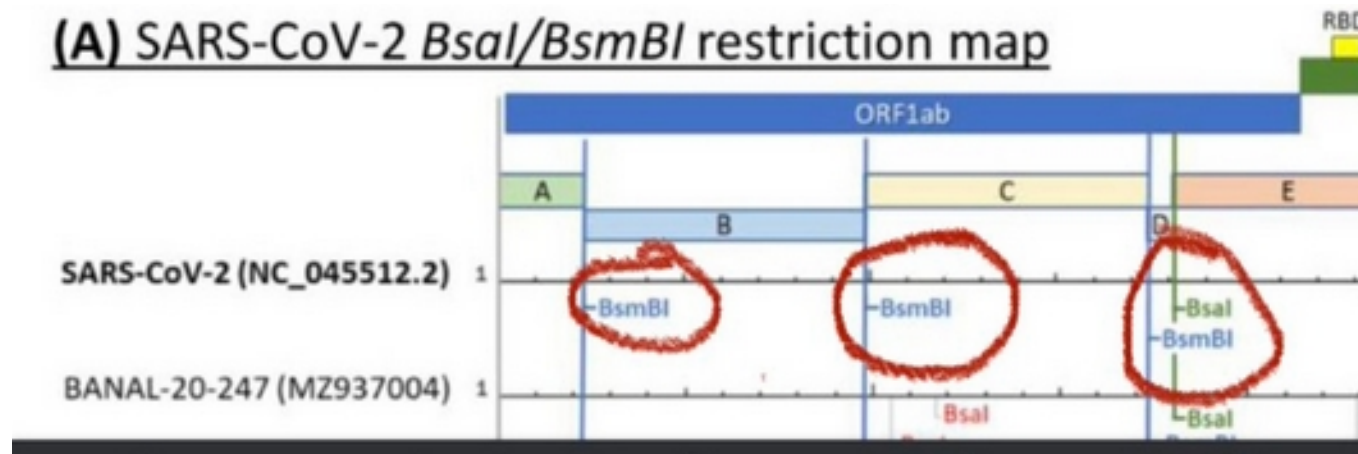 (A) SARS-CoV-2 BsaI/BsmBI restriction map
RBD
ORF1ab
A
C
E
B
D
SARS-CoV-2 (NC_045512.2)
1
BsmBI
BsmBI
BsaI
BsmBI
BANAL-20-247 (MZ937004)
1
BsaI
BsaI